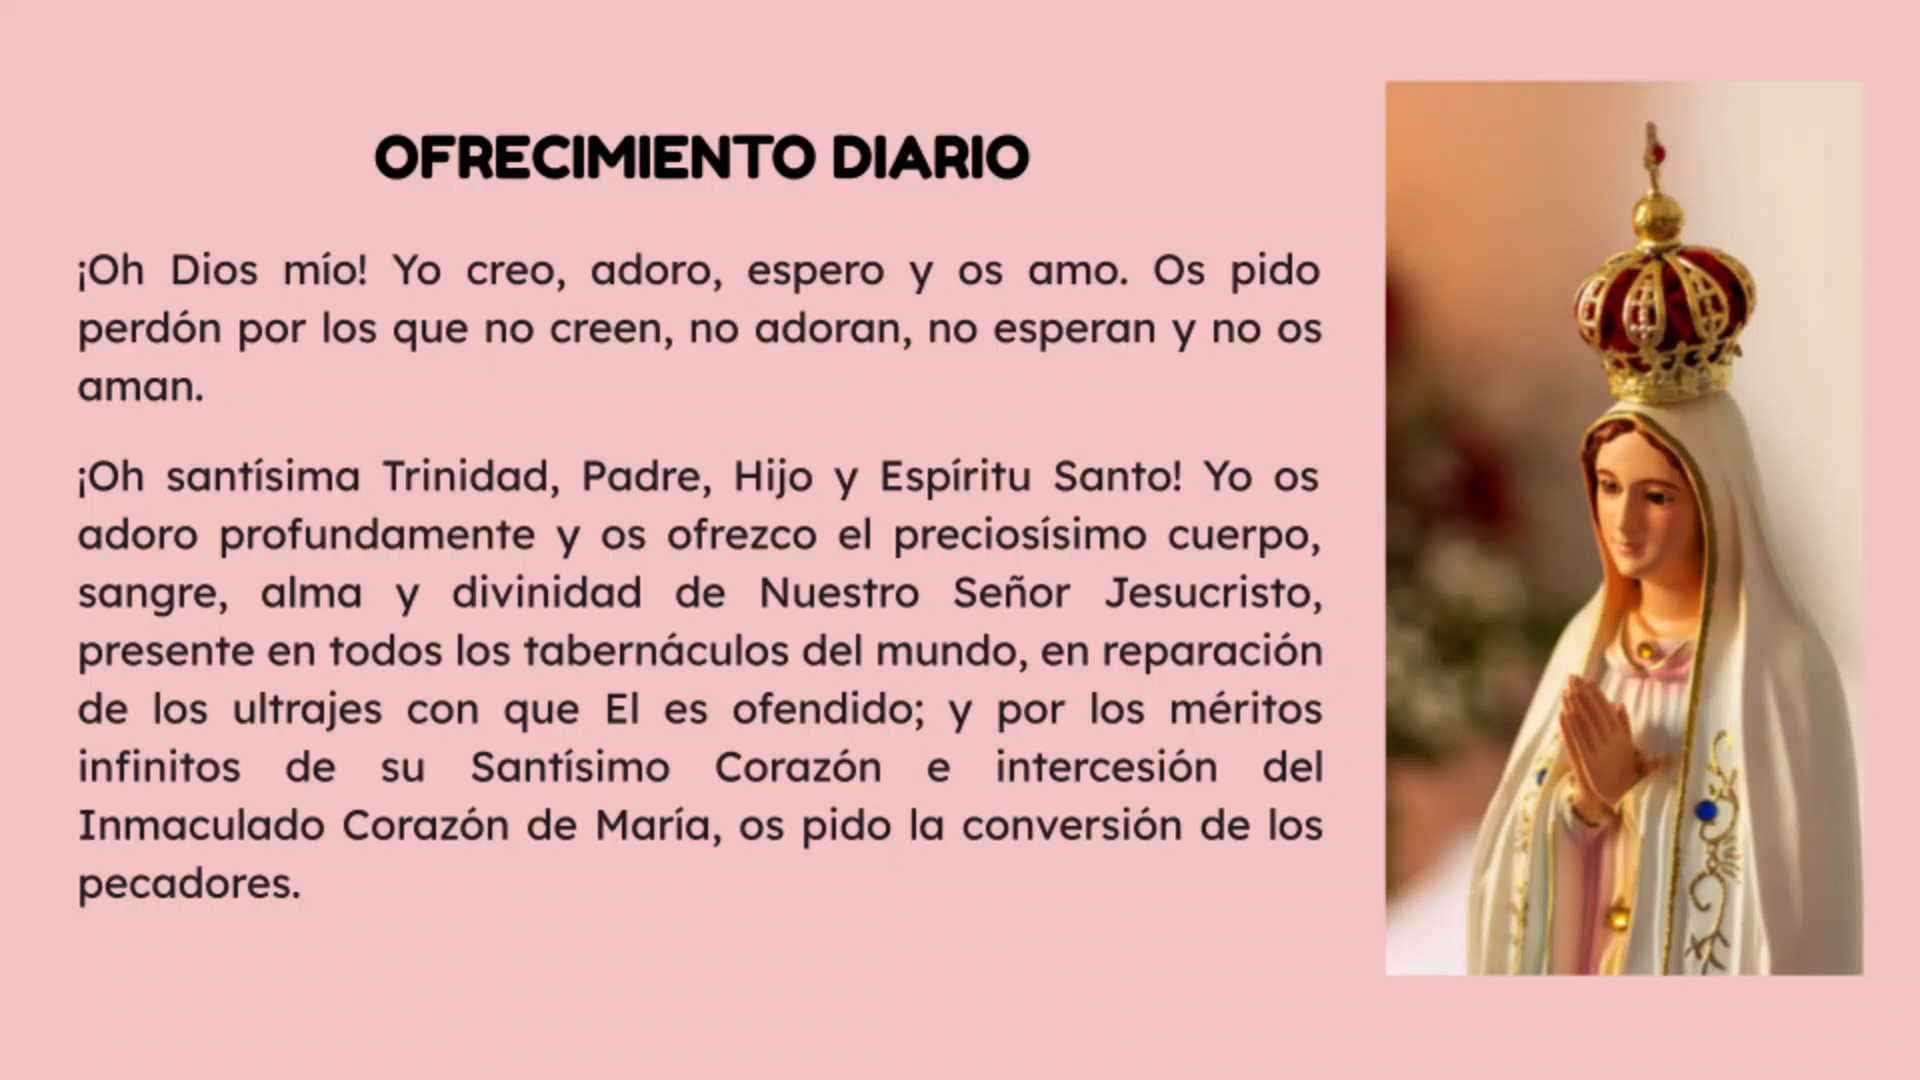 OFRECIMIENTO DIARIO
¡Oh Dios mío! Yo creo, adoro, espero y os amo. Os pido
perdón por los que no creen, no adoran, no esperan y no os
aman.
¡Oh santísima Trinidad, Padre, Hijo y Espíritu Santo! Yo os
adoro profundamente y os ofrezco el preciosísimo cuerpo,
sangre, alma y divinidad de Nuestro Señor Jesucristo,
presente en todos los tabernáculos del mundo, en reparación
de los ultrajes con que El es ofendido; y por los méritos
infinitos de su Santísimo Corazón e intercesión del
Inmaculado Corazón de María, os pido la conversión de los
pecadores.